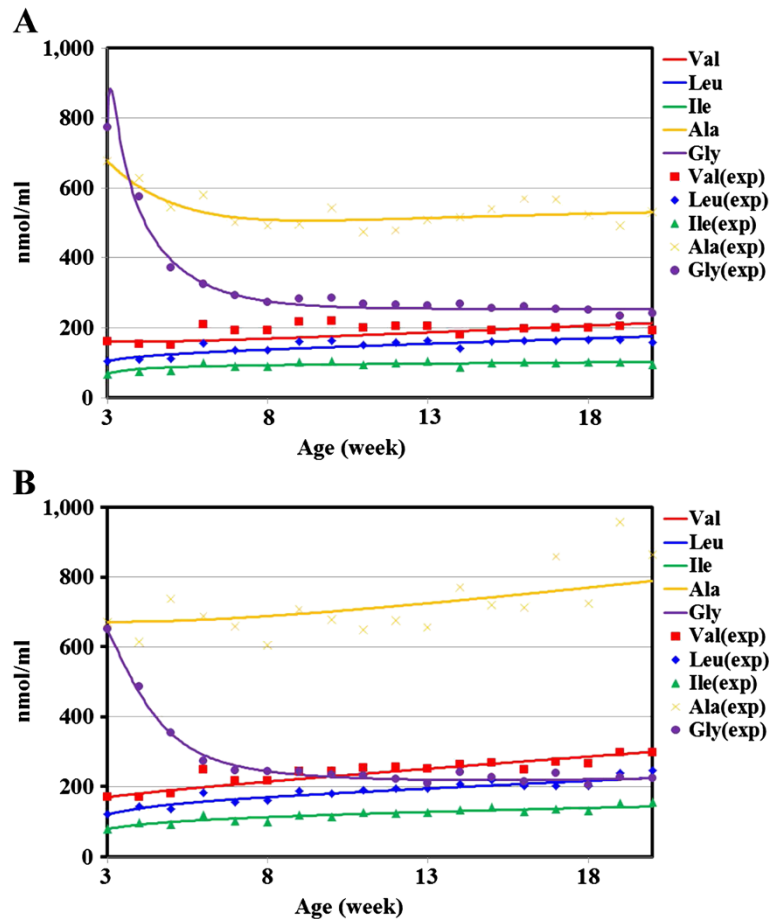 A
1,000
800
600
400
200
0
nmol/ml
3
8
13
18
Age (week)
Val
Leu
Ile
Ala
Gly
Val(exp)
Leu(exp)
Ile(exp)
Ala(exp)
Gly(exp)
B
1,000
800
600
400
200
0
nmol/ml
3
8
13
18
Age (week)
Val
Leu
Ile
Ala
Gly
Val(exp)
Leu(exp)
Ile(exp)
Ala(exp)
Gly(exp)